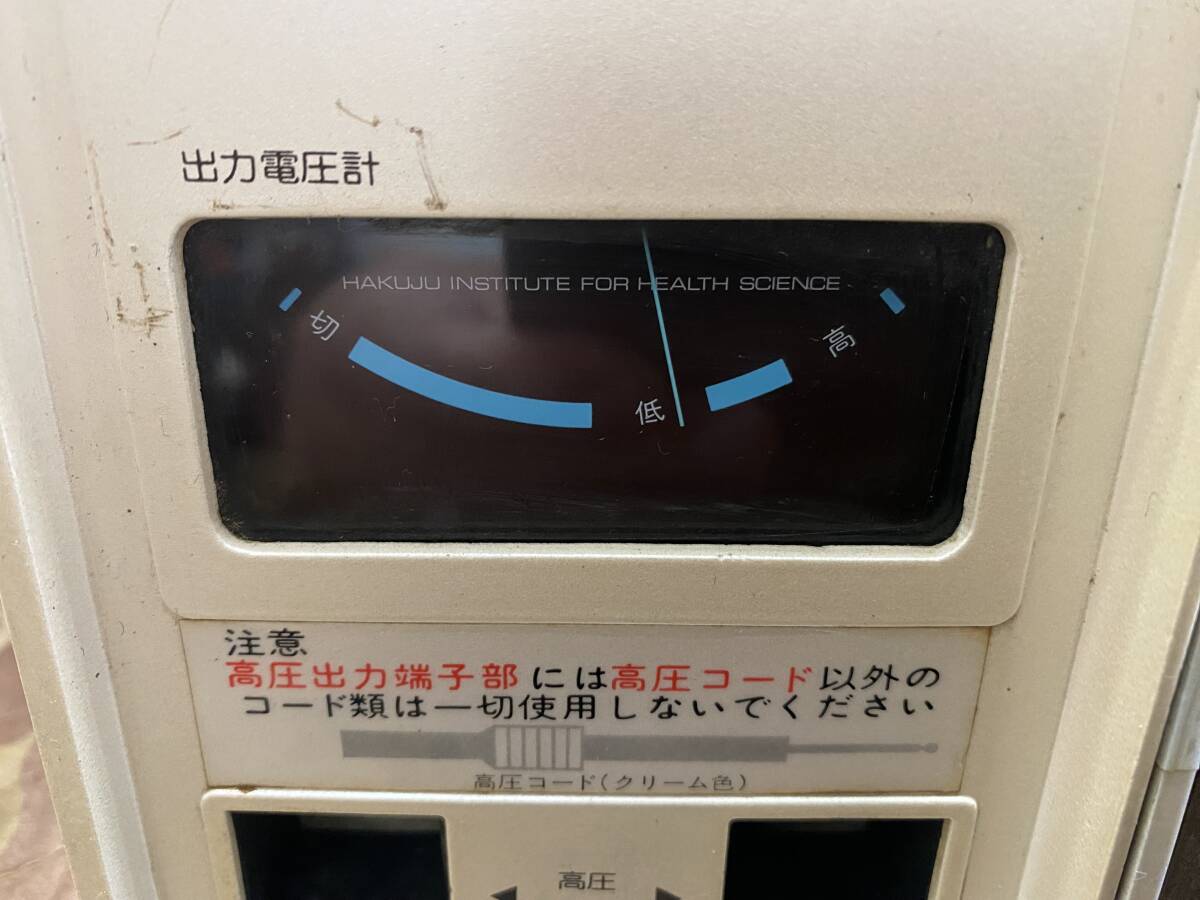 出力電圧計
HAKUJU INSTITUTE FOR HEALTH SCIENCE
切
高
低
注意
高圧出力端子部には高圧コード以外の
コード類は一切使用しないでください
高圧コード(クリーム色)
高圧